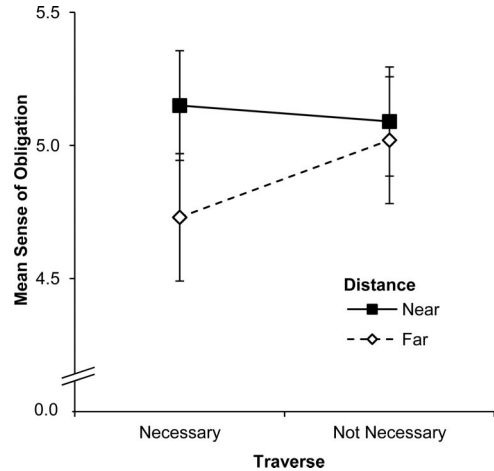 5.5
5.0
4.5
0.0
Mean Sense of Obligation
Distance
Near
Far
Necessary
Not Necessary
Traverse